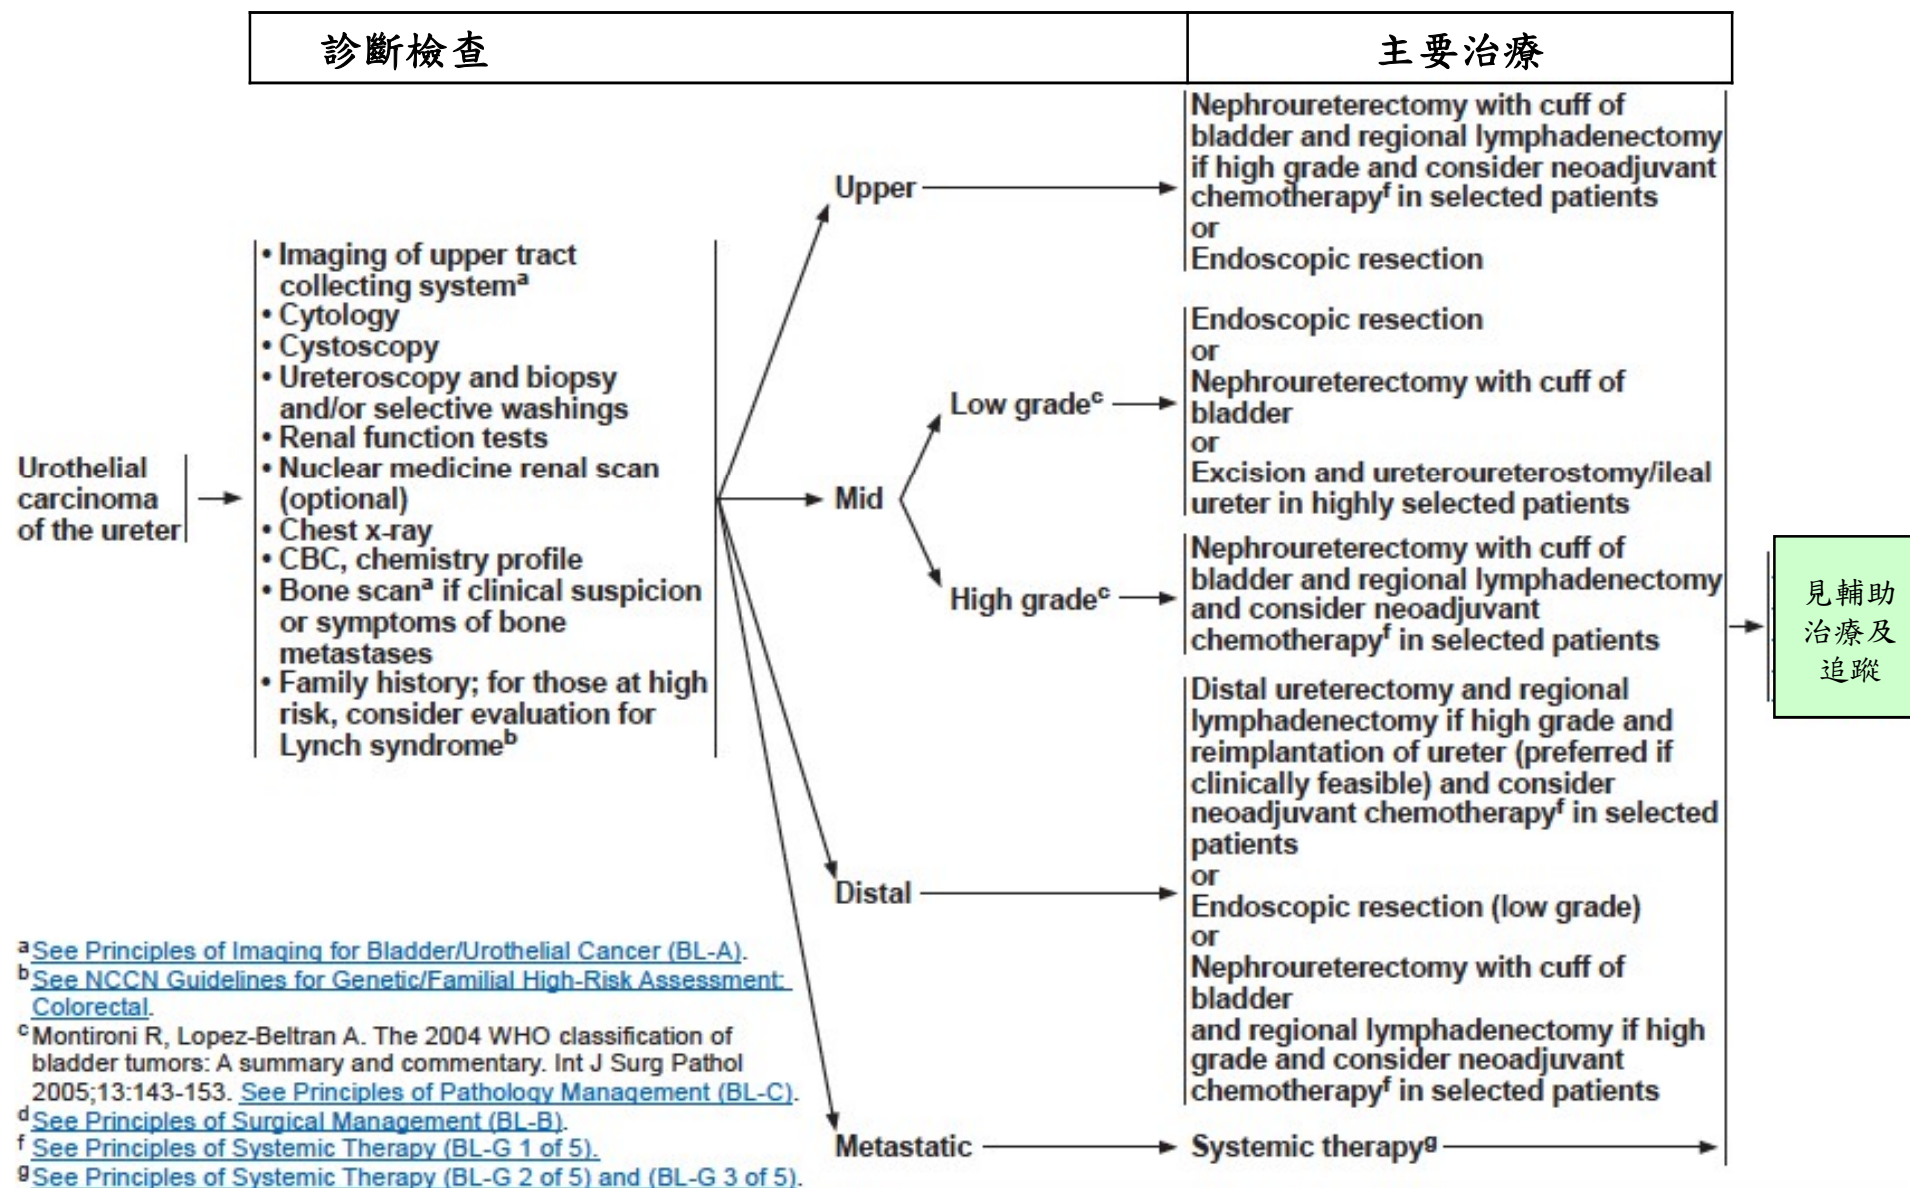 診斷檢查
主要治療
Urothelial
carcinoma
of the ureter
• Imaging of upper tract
collecting systemᵃ
• Cytology
• Cystoscopy
• Ureteroscopy and biopsy
and/or selective washings
• Renal function tests
• Nuclear medicine renal scan
(optional)
• Chest x-ray
• CBC, chemistry profile
• Bone scanᵃ if clinical suspicion
or symptoms of bone
metastases
• Family history; for those at high
risk, consider evaluation for
Lynch syndromeᵇ
Upper
Nephroureterectomy with cuff of
bladder and regional lymphadenectomy
if high grade and consider neoadjuvant
chemotherapyᶠ in selected patients
or
Endoscopic resection
Mid
Low gradeᶜ
Endoscopic resection
or
Nephroureterectomy with cuff of
bladder
or
Excision and ureteroureterostomy/ileal
ureter in highly selected patients
High gradeᶜ
Nephroureterectomy with cuff of
bladder and regional lymphadenectomy
and consider neoadjuvant
chemotherapyᶠ in selected patients
Distal
Distal ureterectomy and regional
lymphadenectomy if high grade and
reimplantation of ureter (preferred if
clinically feasible) and consider
neoadjuvant chemotherapyᶠ in selected
patients
or
Endoscopic resection (low grade)
or
Nephroureterectomy with cuff of
bladder
and regional lymphadenectomy if high
grade and consider neoadjuvant
chemotherapyᶠ in selected patients
Metastatic
Systemic therapyᵍ
見輔助
治療及
追蹤
ᵃ See Principles of Imaging for Bladder/Urothelial Cancer (BL-A).
ᵇ See NCCN Guidelines for Genetic/Familial High-Risk Assessment:
Colorectal.
ᶜ Montironi R, Lopez-Beltran A. The 2004 WHO classification of
bladder tumors: A summary and commentary. Int J Surg Pathol
2005;13:143-153. See Principles of Pathology Management (BL-C).
ᵈ See Principles of Surgical Management (BL-B).
ᶠ See Principles of Systemic Therapy (BL-G 1 of 5).
ᵍ See Principles of Systemic Therapy (BL-G 2 of 5) and (BL-G 3 of 5).